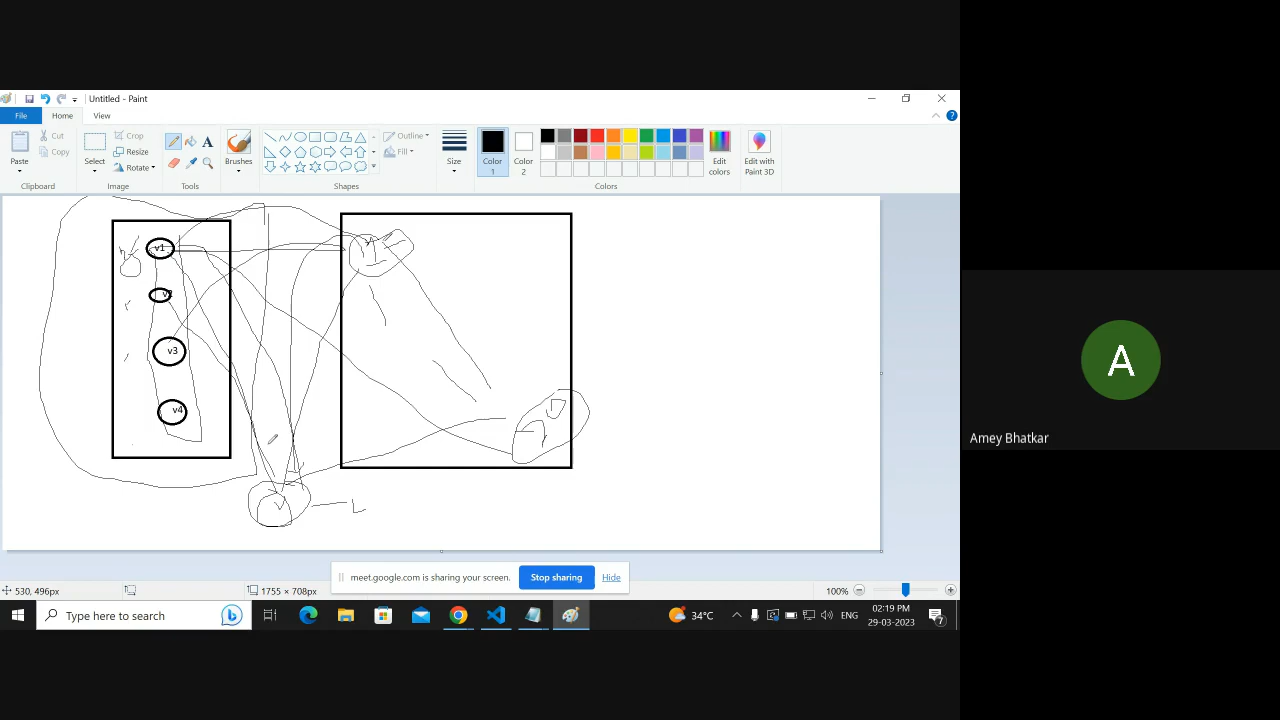 Untitled - Paint
File Home View
Cut
Copy
Paste
Clipboard
Crop
Resize
Rotate
Select
Image
Tools
Brushes
Outline
Fill
Shapes
Size
Color 1
Color 2
Edit colors
Colors
Edit with Paint 3D
v1
v2
v3
v4
A
Amey Bhatkar
meet.google.com is sharing your screen. Stop sharing Hide
530, 496px
1755 × 708px
100%
Type here to search
34°C
ENG
02:19 PM
29-03-2023
7